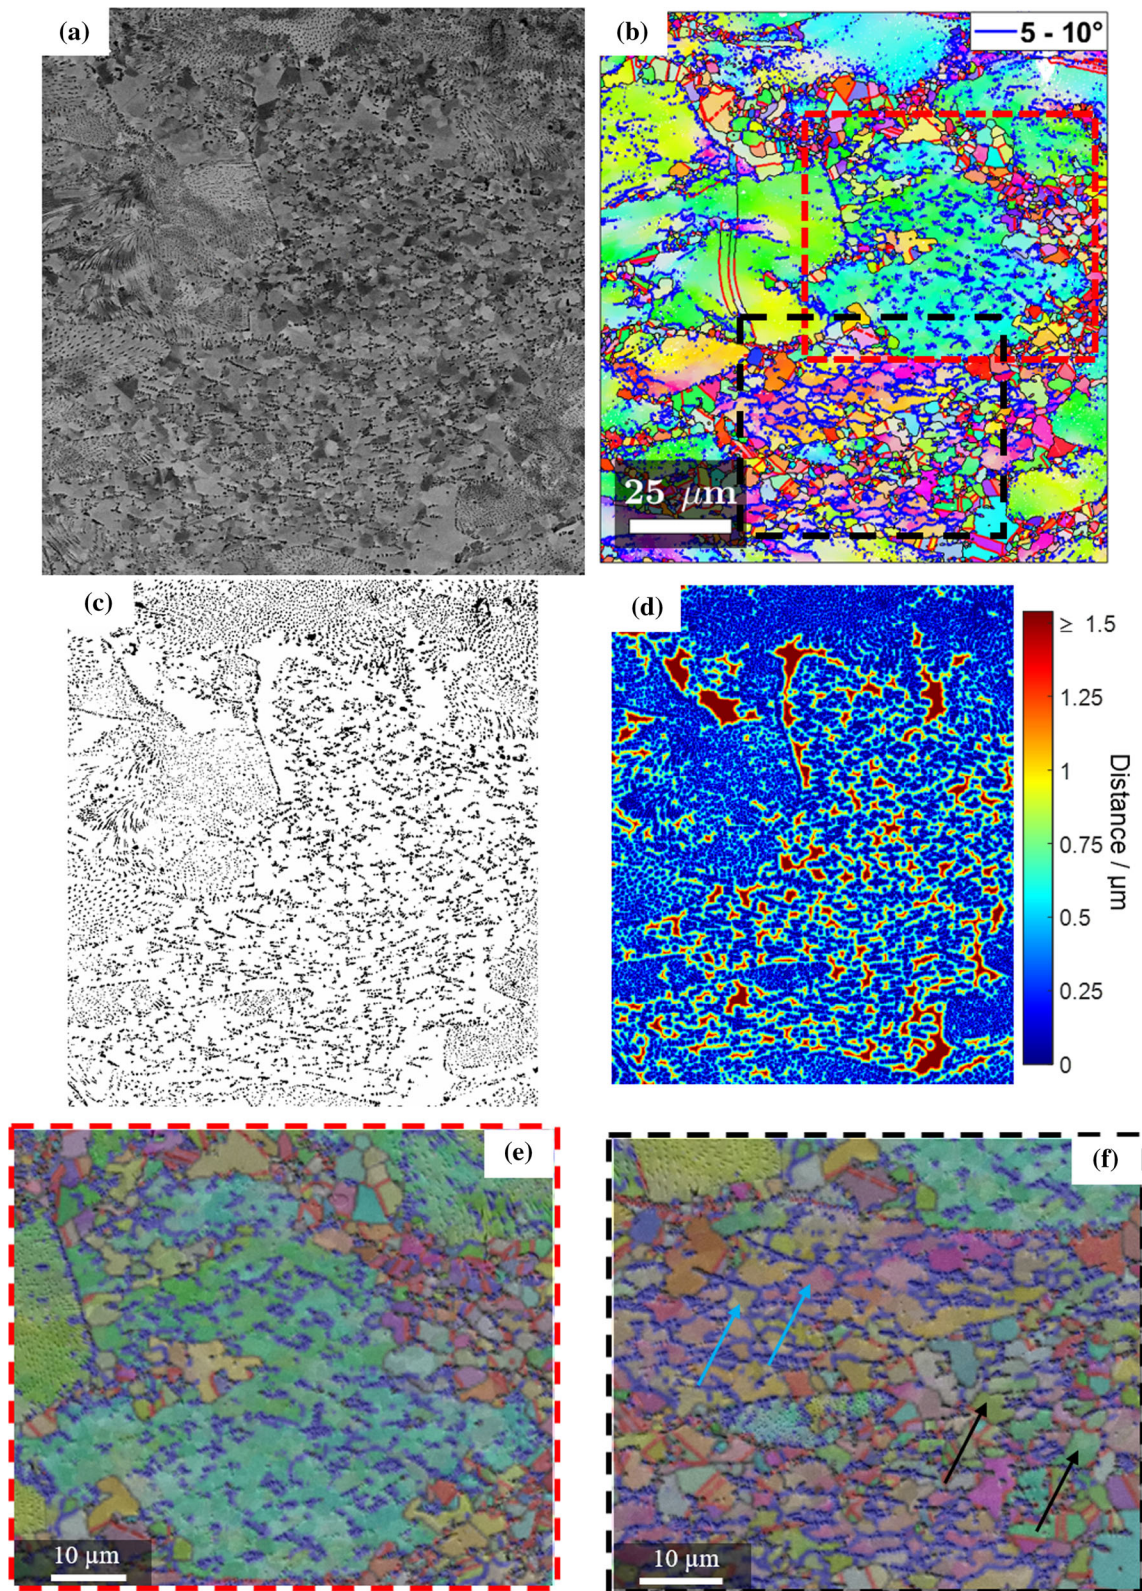 (a)
(b)
5 - 10°
25 μm
(c)
(d)
≥ 1.5
1.25
1
0.75
0.5
0.25
0
Distance / μm
(e)
10 μm
(f)
10 μm